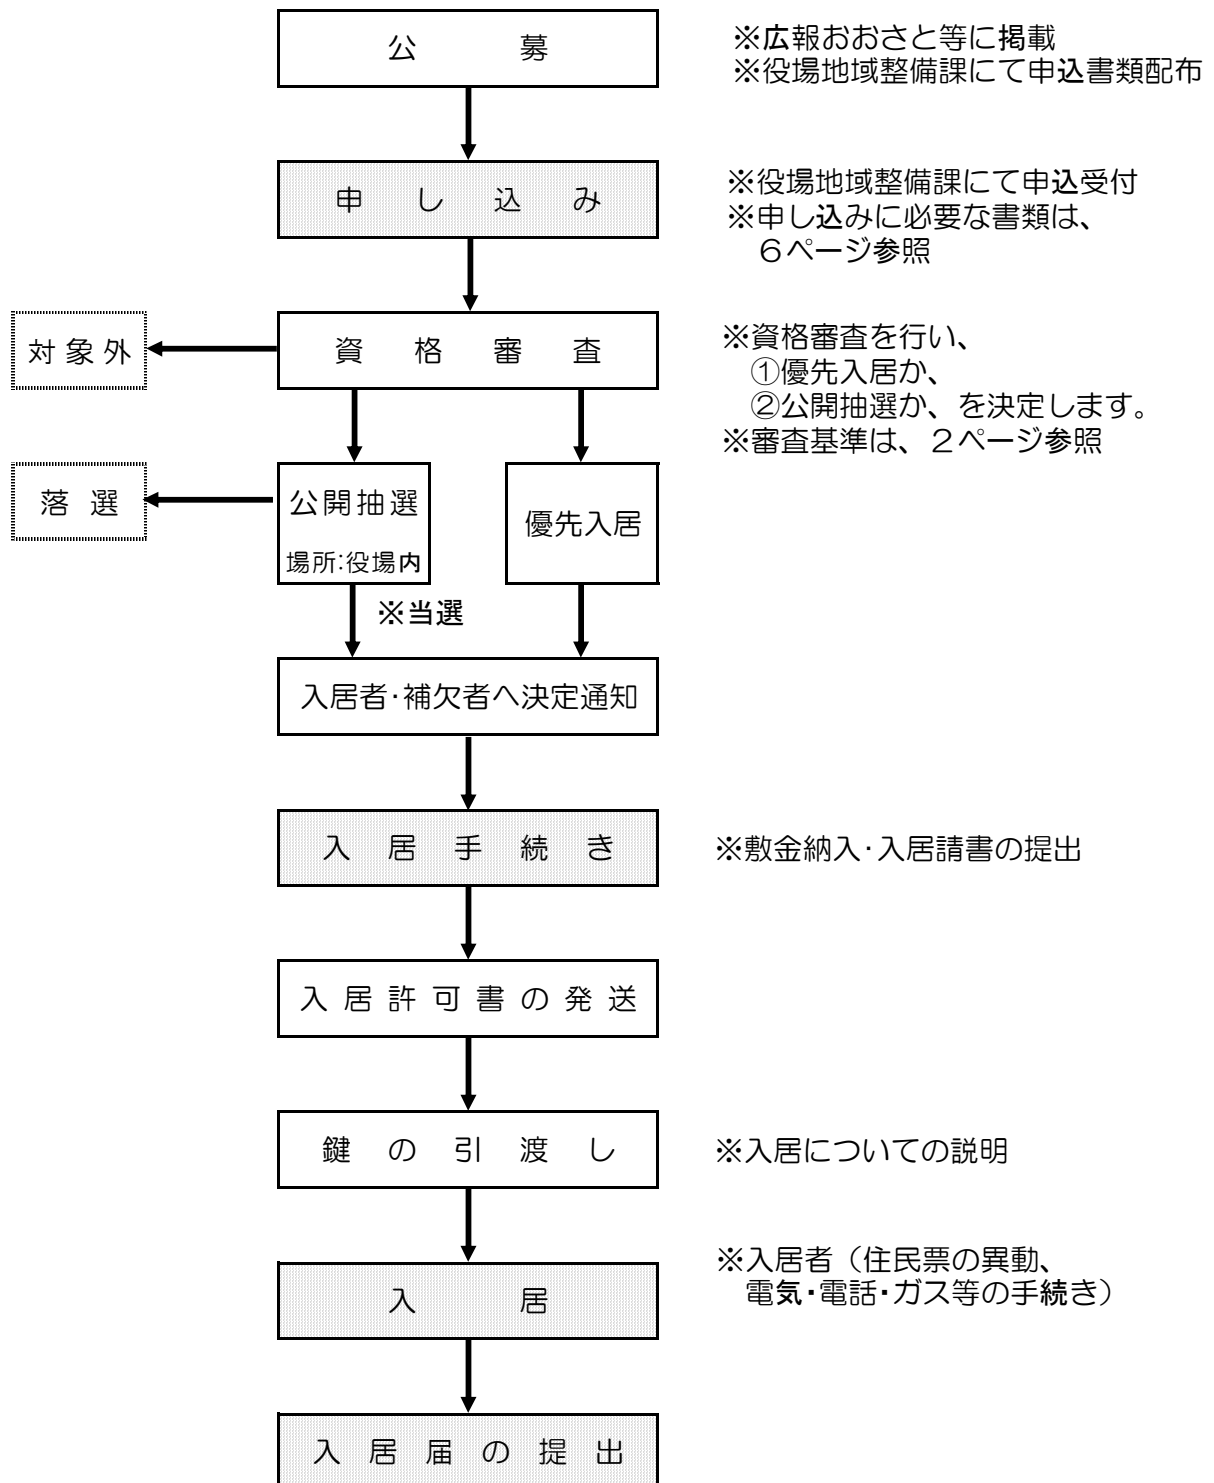 公募
※広報おおさと等に掲載
※役場地域整備課にて申込書類配布
申し込み
※役場地域整備課にて申込受付
※申し込みに必要な書類は、
６ページ参照
対象外
資格審査
※資格審査を行い、
①優先入居か、
②公開抽選か、を決定します。
※審査基準は、２ページ参照
落選
公開抽選
場所:役場内
優先入居
※当選
入居者･補欠者へ決定通知
入居手続き
※敷金納入･入居請書の提出
入居許可書の発送
鍵の引渡し
※入居についての説明
入居
※入居者（住民票の異動、
電気・電話・ガス等の手続き）
入居届の提出